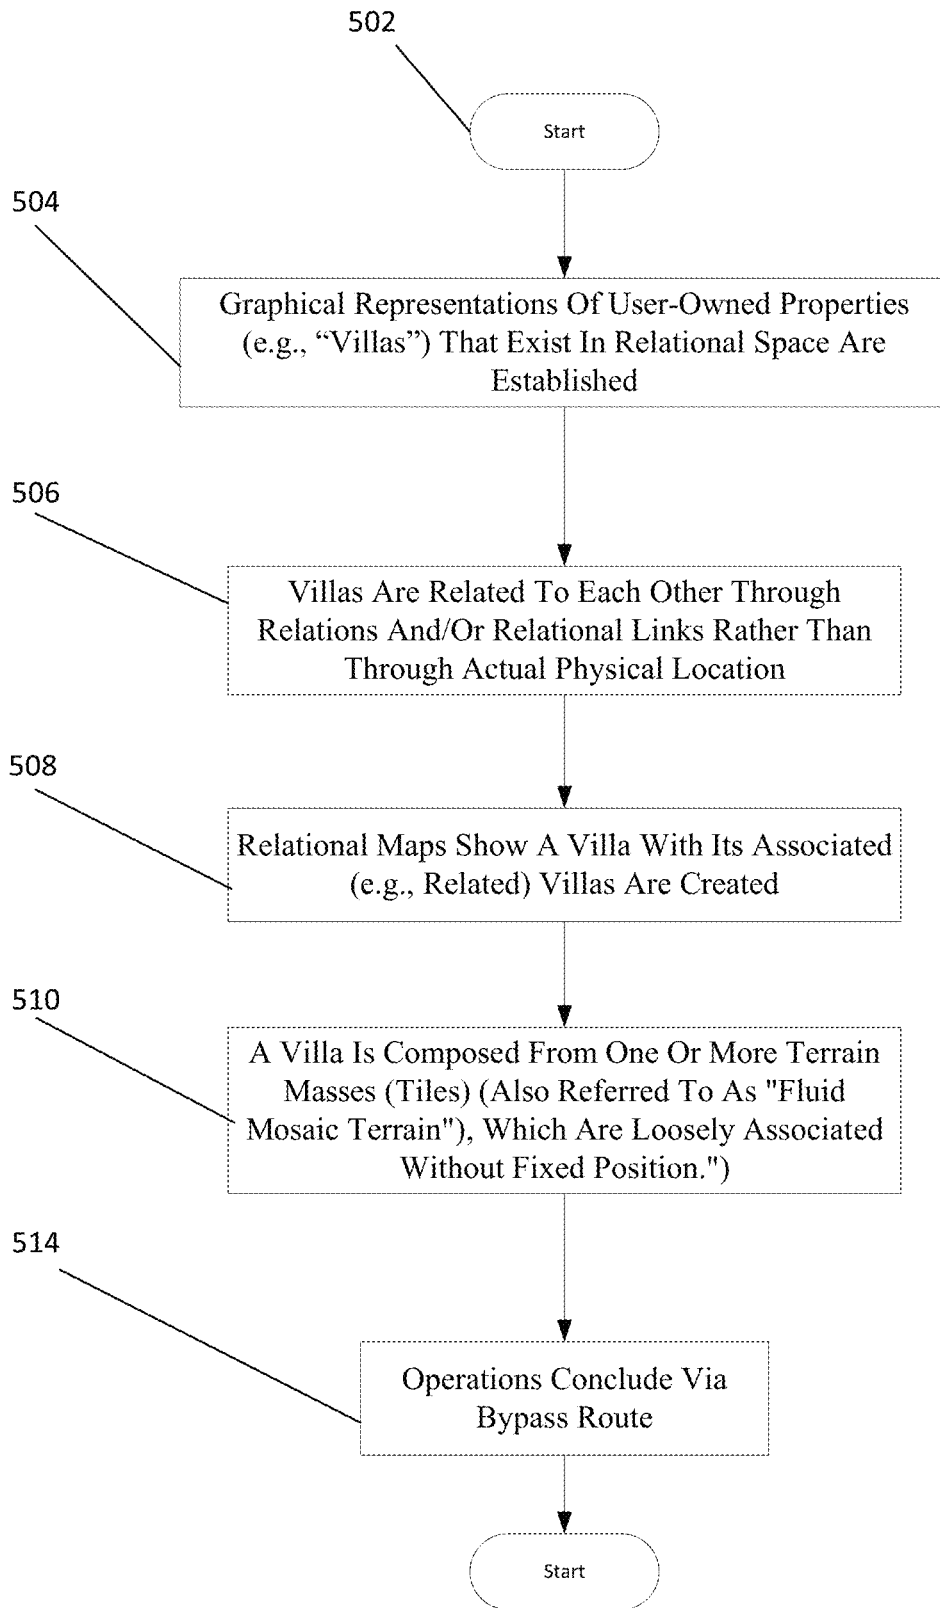 502
Start
504
Graphical Representations Of User-Owned Properties
(e.g., “Villas”) That Exist In Relational Space Are
Established
506
Villas Are Related To Each Other Through
Relations And/Or Relational Links Rather Than
Through Actual Physical Location
508
Relational Maps Show A Villa With Its Associated
(e.g., Related) Villas Are Created
510
A Villa Is Composed From One Or More Terrain
Masses (Tiles) (Also Referred To As "Fluid
Mosaic Terrain"), Which Are Loosely Associated
Without Fixed Position.")
514
Operations Conclude Via
Bypass Route
Start